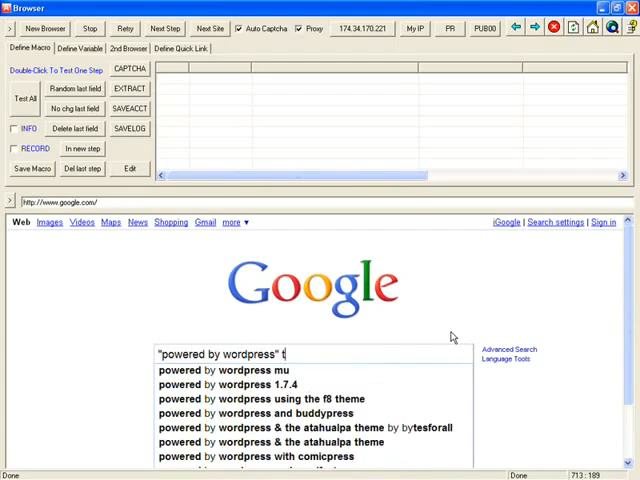 Browser
> New Browser Stop Retry Next Step Next Site Auto Captcha Proxy 174.34.170.221 My IP PR PUB00
Define Macro Define Variable 2nd Browser Define Quick Link
Double-Click To Test One Step CAPTCHA
Test All Random last field EXTRACT
No chg last field SAVEACCT
INFO Delete last field SAVELOG
RECORD In new step
Save Macro Del last step Edit
> http://www.google.com/
Web Images Videos Maps News Shopping Gmail more ▼ iGoogle | Search settings | Sign in
Google
"powered by wordpress" t
Advanced Search
Language Tools
powered by wordpress mu
powered by wordpress 1.7.4
powered by wordpress using the f8 theme
powered by wordpress and buddypress
powered by wordpress & the atahualpa theme by bytesforall
powered by wordpress & the atahualpa theme
powered by wordpress with comicpress
Done Done 713 : 189